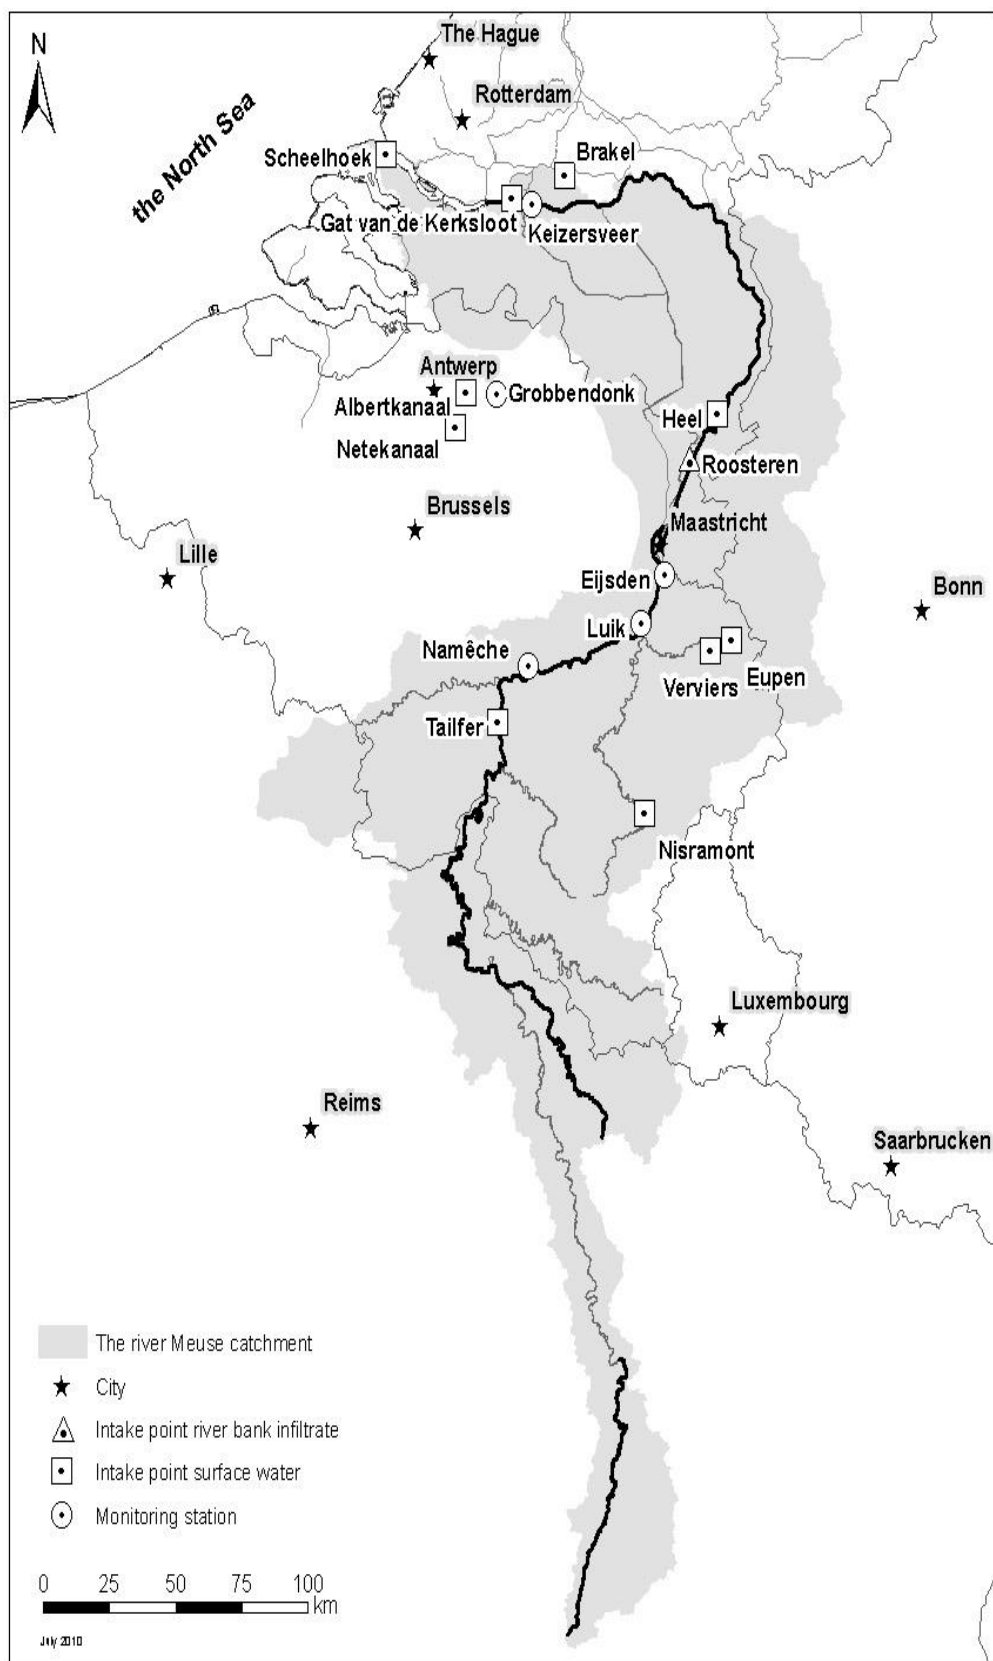 The Hague
N
Rotterdam
the North Sea
Scheelhoek
Brakel
Gat van de Kerksloot
Keizersveer
Antwerp
Grobbendonk
Albertkanaal
Heel
Netekanaal
Roosteren
Brussels
Maastricht
Lille
Eijsden
Bonn
Luik
Namêche
Eupen
Verviers
Tailfer
Nisramont
Luxembourg
Reims
Saarbrucken
The river Meuse catchment
City
Intake point river bank infiltrate
Intake point surface water
Monitoring station
0 25 50 75 100
km
July 2010